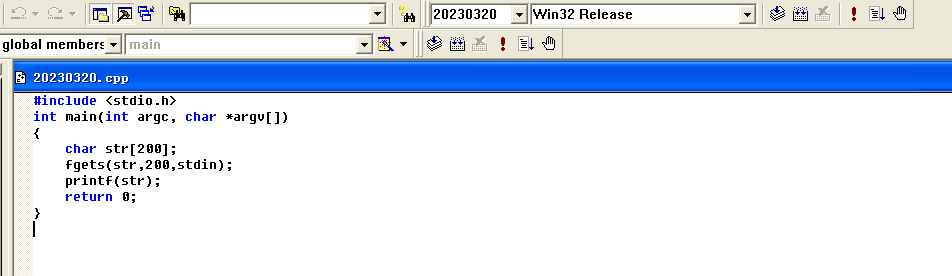 20230320 Win32 Release
global members main
20230320.cpp
#include <stdio.h>
int main(int argc, char *argv[])
{
    char str[200];
    fgets(str,200,stdin);
    printf(str);
    return 0;
}